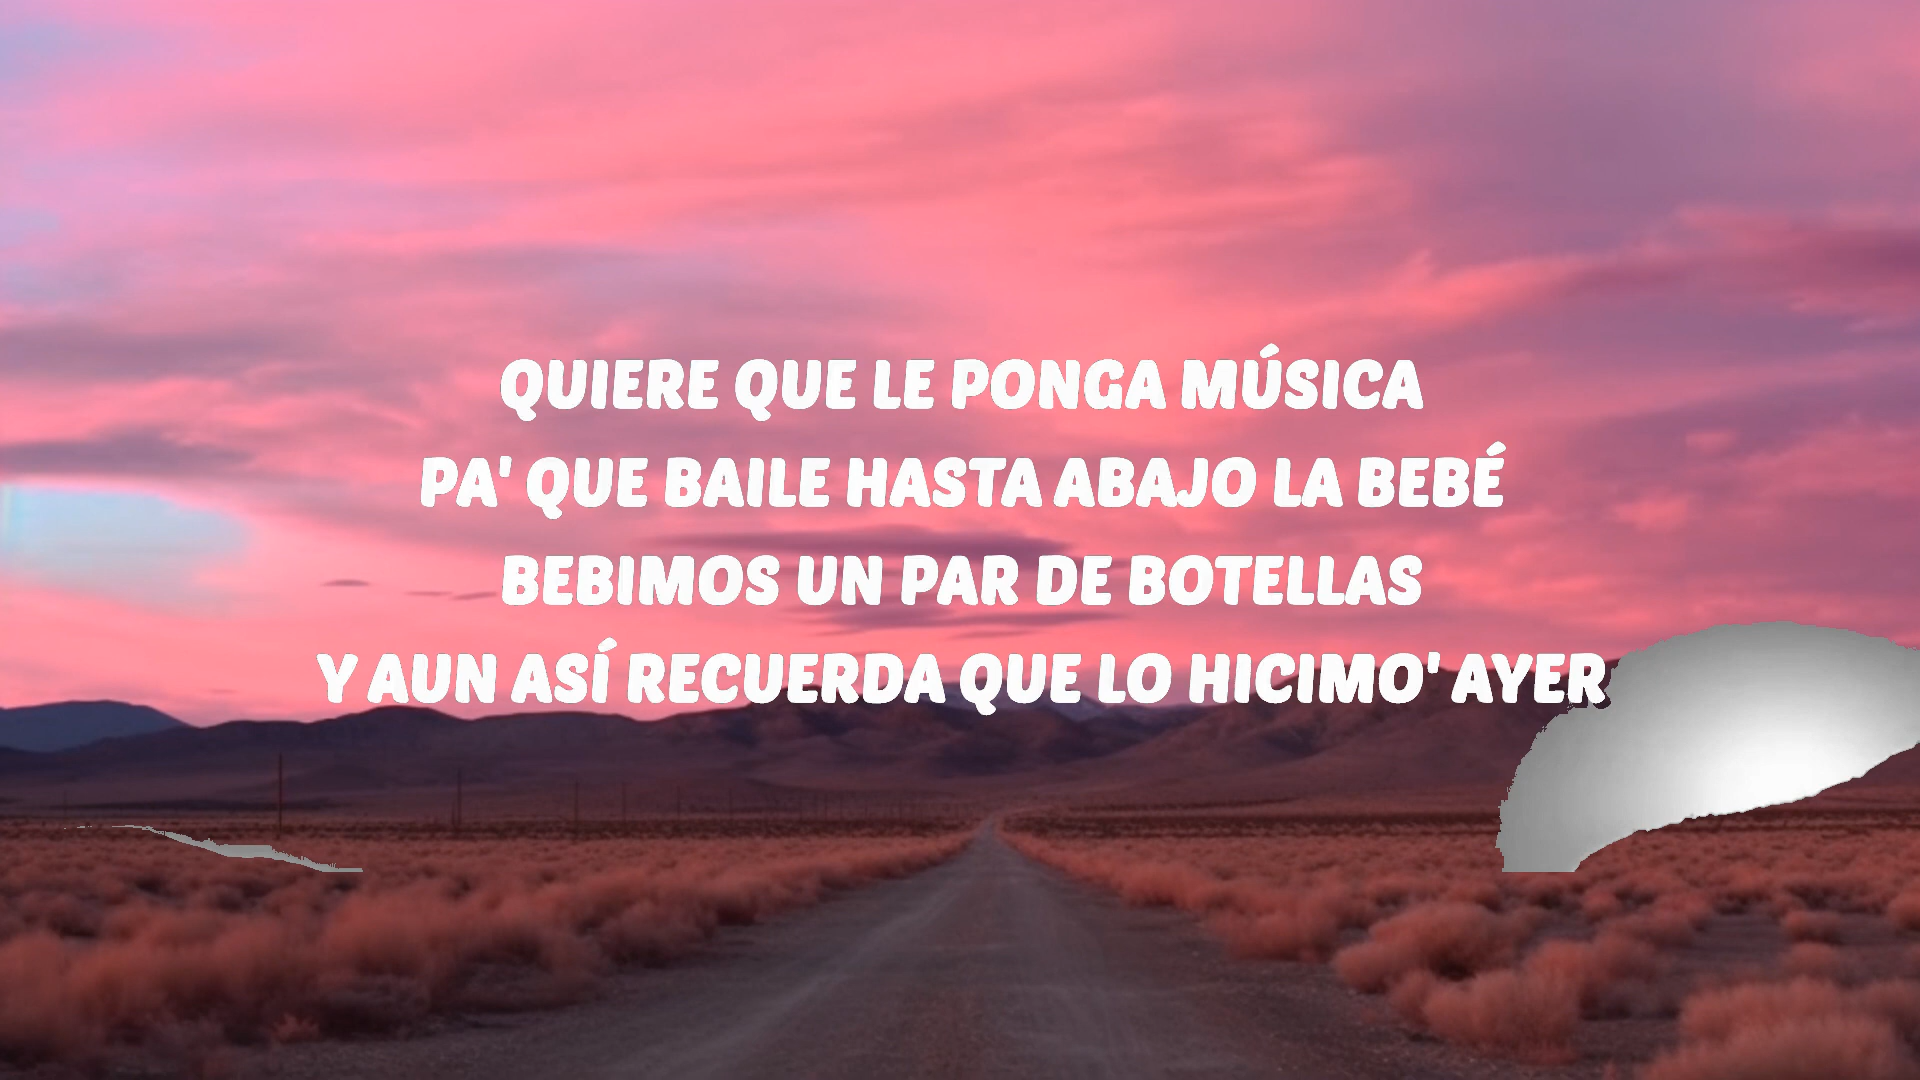 QUIERE QUE LE PONGA MÚSICA
PA' QUE BAILE HASTA ABAJO LA BEBÉ
BEBIMOS UN PAR DE BOTELLAS
Y AUN ASÍ RECUERDA QUE LO HICIMO' AYER